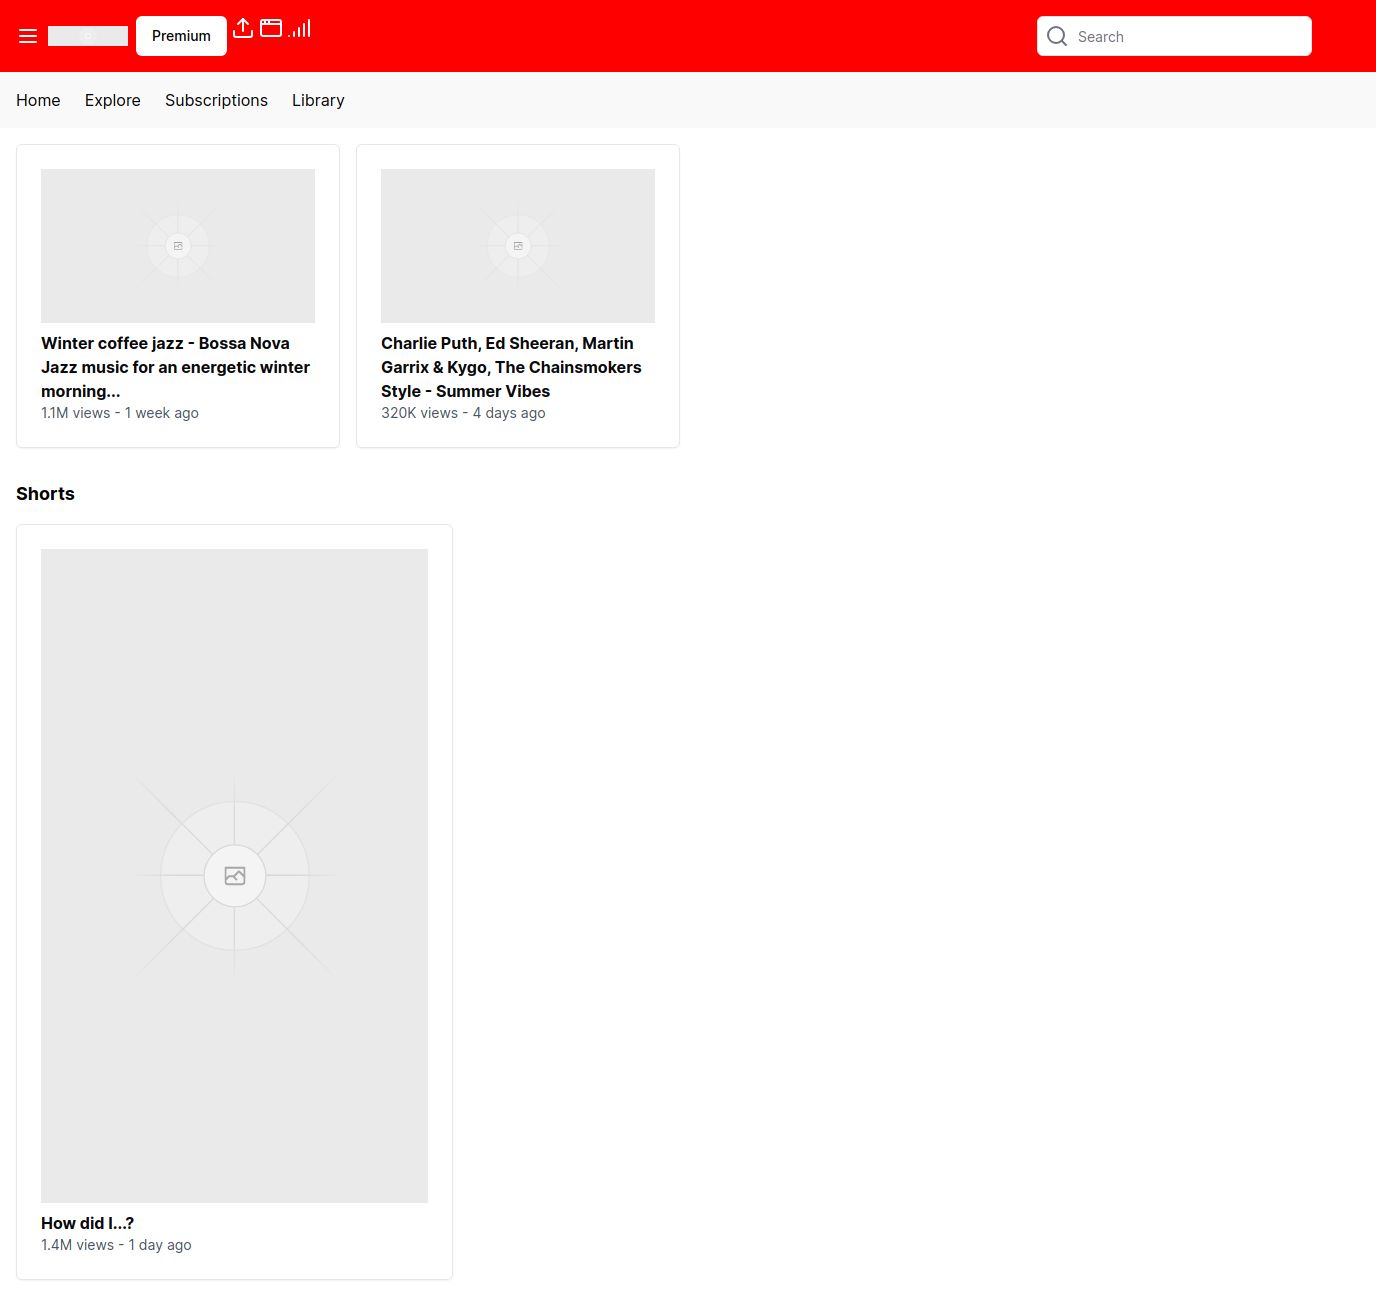 Premium
Search
Home
Explore
Subscriptions
Library
Winter coffee jazz - Bossa Nova
Jazz music for an energetic winter
morning...
1.1M views - 1 week ago
Charlie Puth, Ed Sheeran, Martin
Garrix & Kygo, The Chainsmokers
Style - Summer Vibes
320K views - 4 days ago
Shorts
How did I...?
1.4M views - 1 day ago